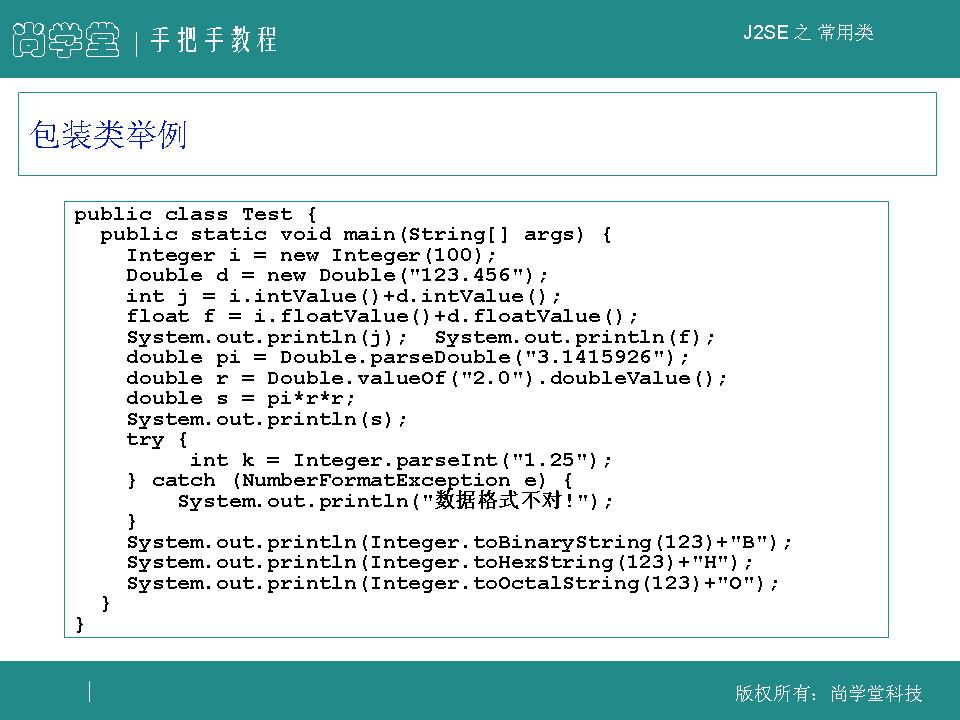 尚学堂 | 手把手教程
J2SE 之 常用类
包装类举例
public class Test {
  public static void main(String[] args) {
    Integer i = new Integer(100);
    Double d = new Double("123.456");
    int j = i.intValue()+d.intValue();
    float f = i.floatValue()+d.floatValue();
    System.out.println(j);  System.out.println(f);
    double pi = Double.parseDouble("3.1415926");
    double r = Double.valueOf("2.0").doubleValue();
    double s = pi*r*r;
    System.out.println(s);
    try {
         int k = Integer.parseInt("1.25");
    } catch (NumberFormatException e) {
        System.out.println("数据格式不对!");
    }
    System.out.println(Integer.toBinaryString(123)+"B");
    System.out.println(Integer.toHexString(123)+"H");
    System.out.println(Integer.toOctalString(123)+"O");
  }
}
版权所有：尚学堂科技